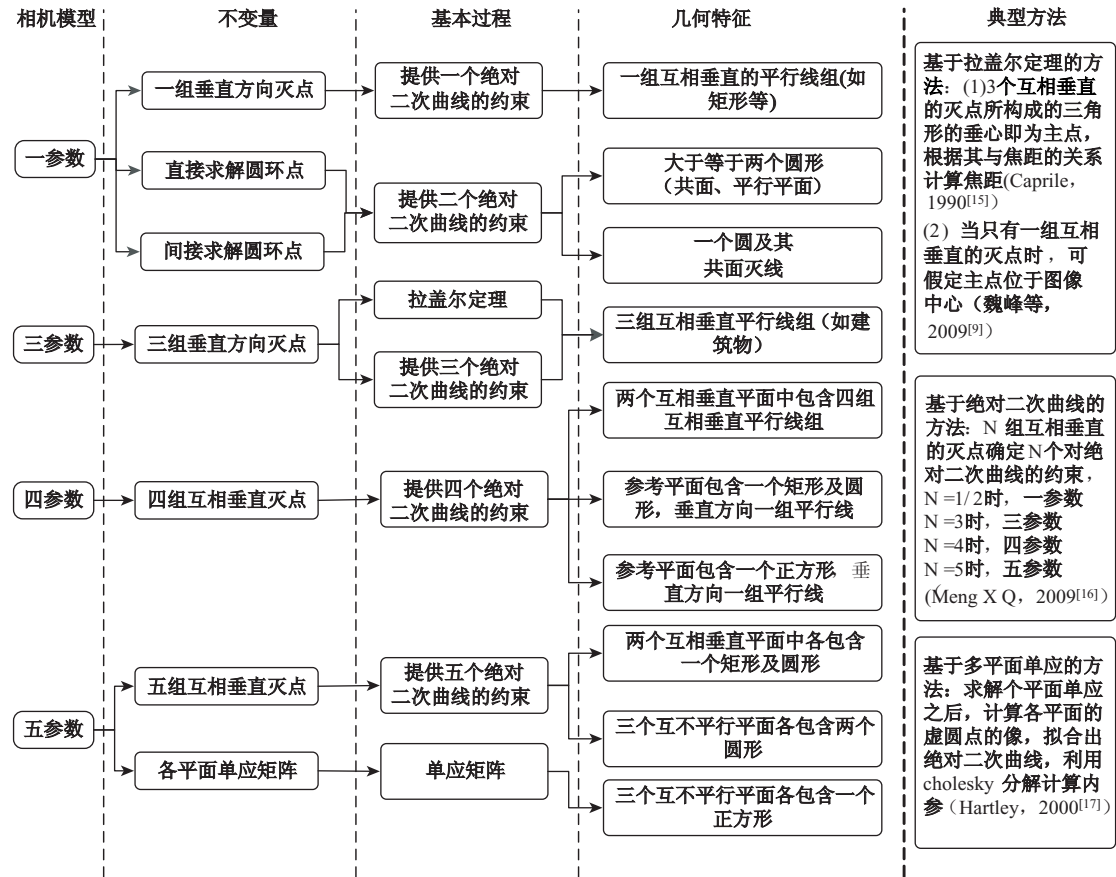 相机模型
不变量
基本过程
几何特征
典型方法
一参数
一组垂直方向灭点
直接求解圆环点
间接求解圆环点
提供一个绝对
二次曲线的约束
提供二个绝对
二次曲线的约束
一组互相垂直的平行线组(如
矩形等)
大于等于两个圆形
（共面、平行平面）
一个圆及其
共面灭线
三参数
三组垂直方向灭点
拉盖尔定理
提供三个绝对
二次曲线的约束
三组互相垂直平行线组（如建
筑物）
四参数
四组互相垂直灭点
提供四个绝对
二次曲线的约束
两个互相垂直平面中包含四组
互相垂直平行线组
参考平面包含一个矩形及圆
形，垂直方向一组平行线
参考平面包含一个正方形，垂
直方向一组平行线
五参数
五组互相垂直灭点
各平面单应矩阵
提供五个绝对
二次曲线的约束
单应矩阵
两个互相垂直平面中各包含
一个矩形及圆形
三个互不平行平面各包含两个
圆形
三个互不平行平面各包含一个
正方形
基于拉盖尔定理的方
法：(1)3个互相垂直
的灭点所构成的三角
形的垂心即为主点，
根据其与焦距的关系
计算焦距(Caprile，
1990[15]）
(2）当只有一组互相
垂直的灭点时，可
假定主点位于图像
中心（魏峰等，
2009[9]）
基于绝对二次曲线的
方法：N 组互相垂直
的灭点确定N个对绝
对二次曲线的约束，
N =1/2时，一参数
N =3时，三参数
N =4时，四参数
N =5时，五参数
(Meng X Q，2009[16]）
基于多平面单应的方
法：求解个平面单应
之后，计算各平面的
虚圆点的像，拟合出
绝对二次曲线，利用
cholesky 分解计算内
参（Hartley，2000[17]）